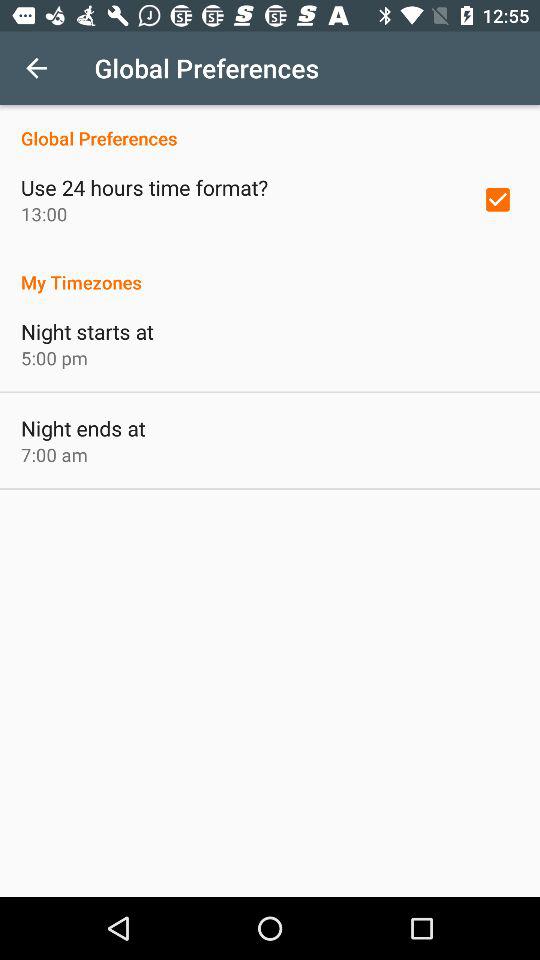 12:55
Global Preferences
Global Preferences
Use 24 hours time format?
13:00
My Timezones
Night starts at
5:00 pm
Night ends at
7:00 am